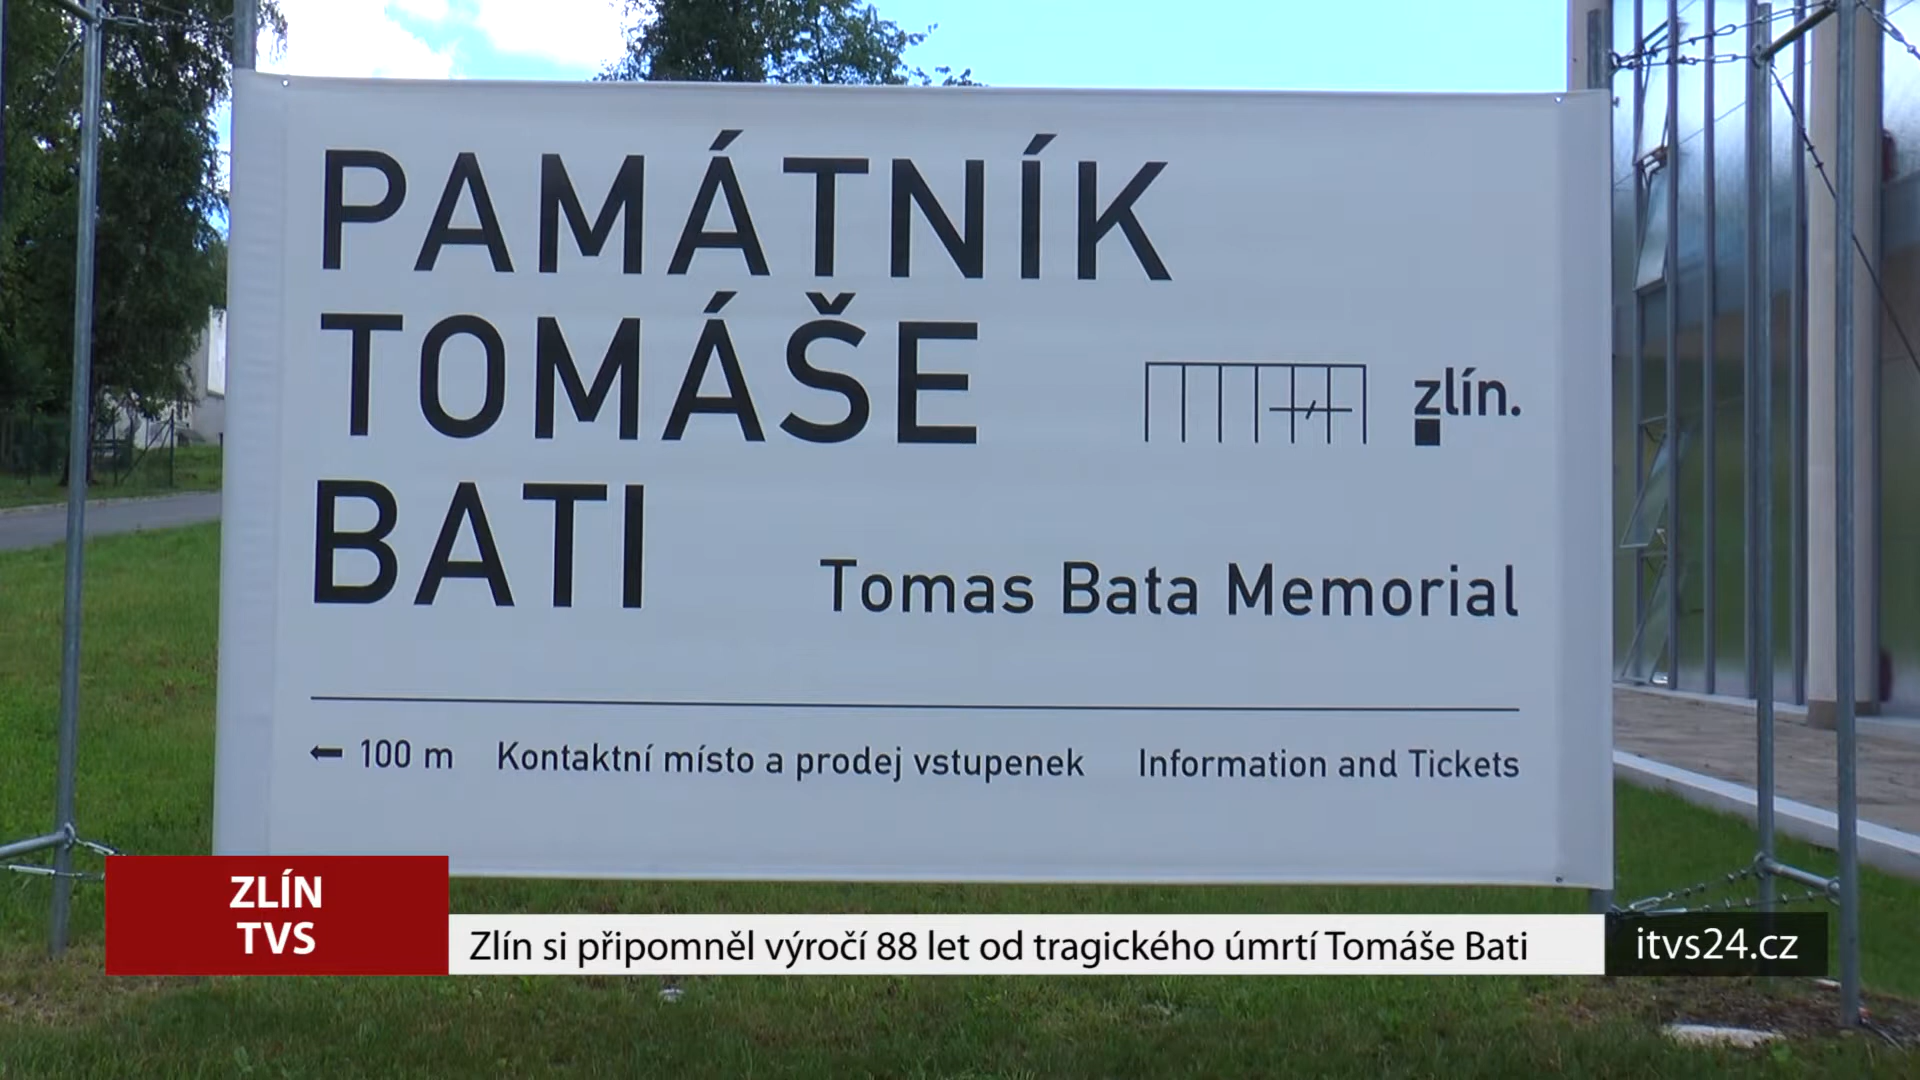 PAMÁTNÍK
TOMÁŠE
zlín.
BATI
Tomas Bata Memorial
← 100 m Kontaktní místo a prodej vstupenek Information and Tickets
ZLÍN
TVS
Zlín si připomněl výročí 88 let od tragického úmrtí Tomáše Bati
itvs24.cz